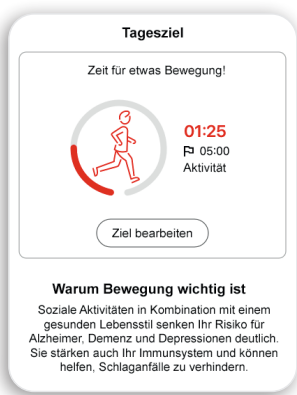 Tagesziel
Zeit für etwas Bewegung!
01:25
05:00
Aktivität
Ziel bearbeiten
Warum Bewegung wichtig ist
Soziale Aktivitäten in Kombination mit einem
gesunden Lebensstil senken Ihr Risiko für
Alzheimer, Demenz und Depressionen deutlich.
Sie stärken auch Ihr Immunsystem und können
helfen, Schlaganfälle zu verhindern.